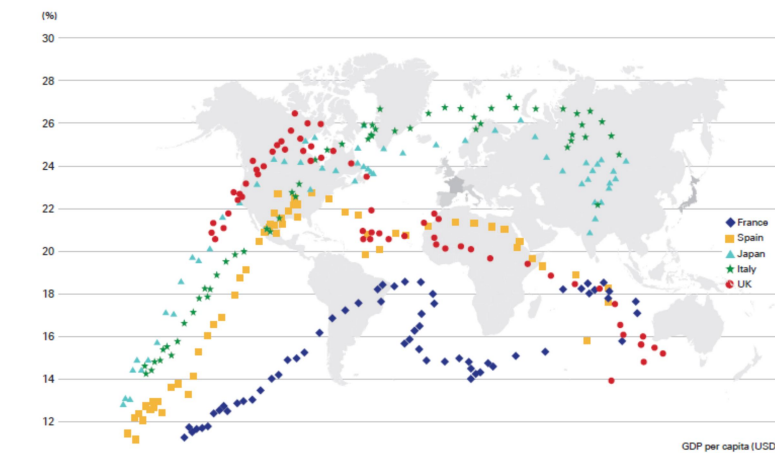 (%)
30
28
26
24
22
20
18
16
14
12
France
Spain
Japan
Italy
UK
GDP per capita (USD